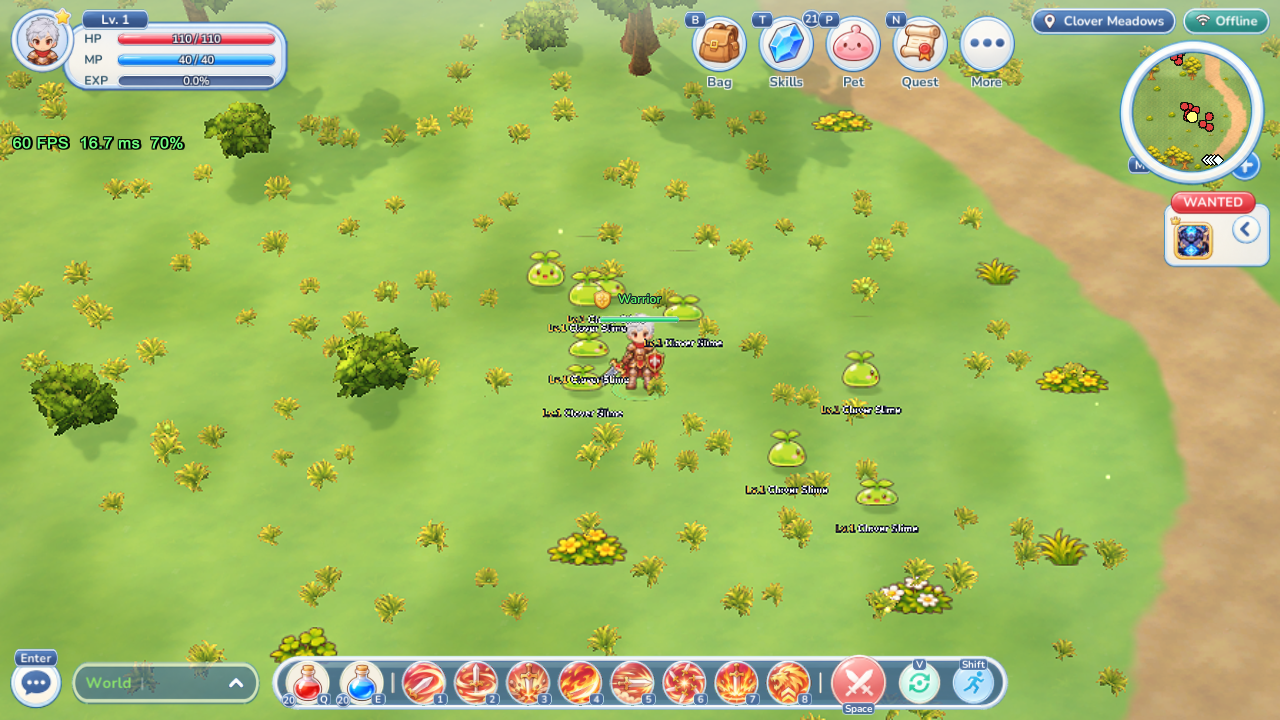 Lv. 1
HP 110 / 110
MP 40 / 40
EXP 0.0%
60 FPS 16.7 ms 70%
B
T
21
P
N
Bag
Skills
Pet
Quest
More
Clover Meadows
Offline
M
WANTED
Warrior
Lv.1 Clover Slime
Lv.1 Clover Slime
Lv.1 Clover Slime
Lv.1 Clover Slime
Lv.1 Clover Slime
Lv.1 Clover Slime
Lv.1 Clover Slime
Enter
World
20 Q
20 E
1
2
3
4
5
6
7
8
Space
V
Shift